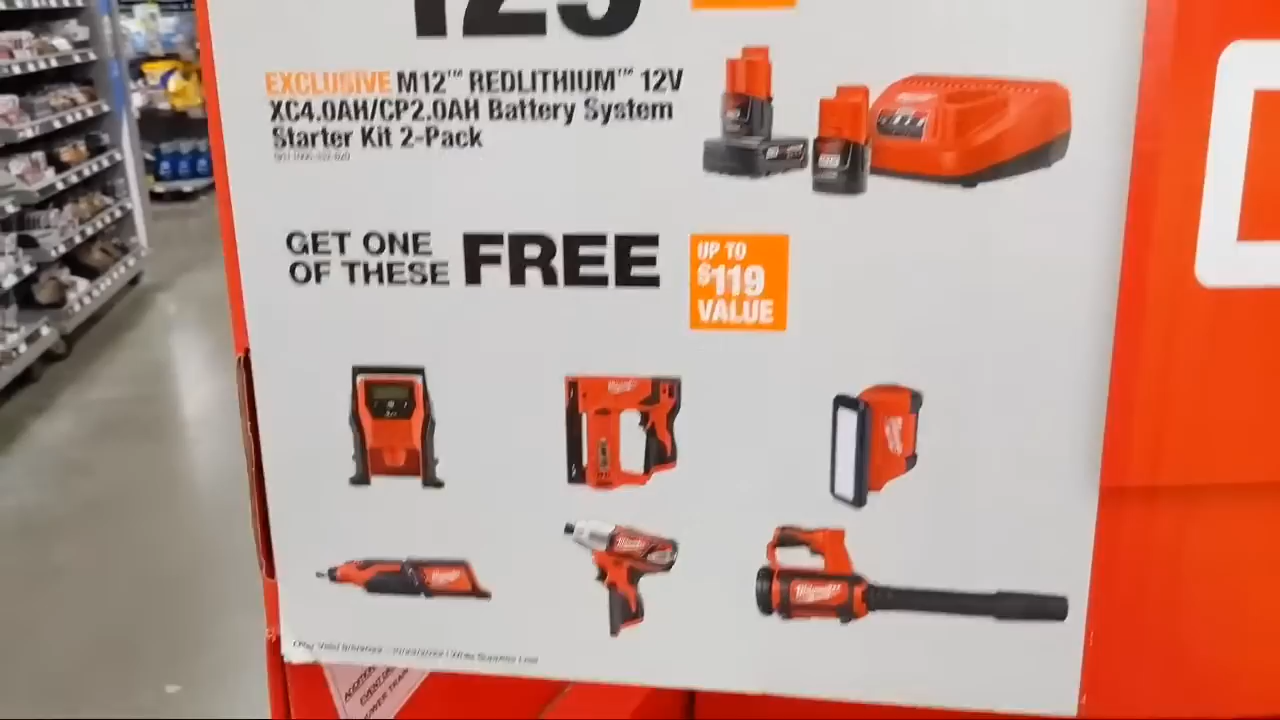 EXCLUSIVE M12™ REDLITHIUM™ 12V
XC4.0AH/CP2.0AH Battery System
Starter Kit 2-Pack
GET ONE
OF THESE FREE
UP TO
$119
VALUE
Milwaukee